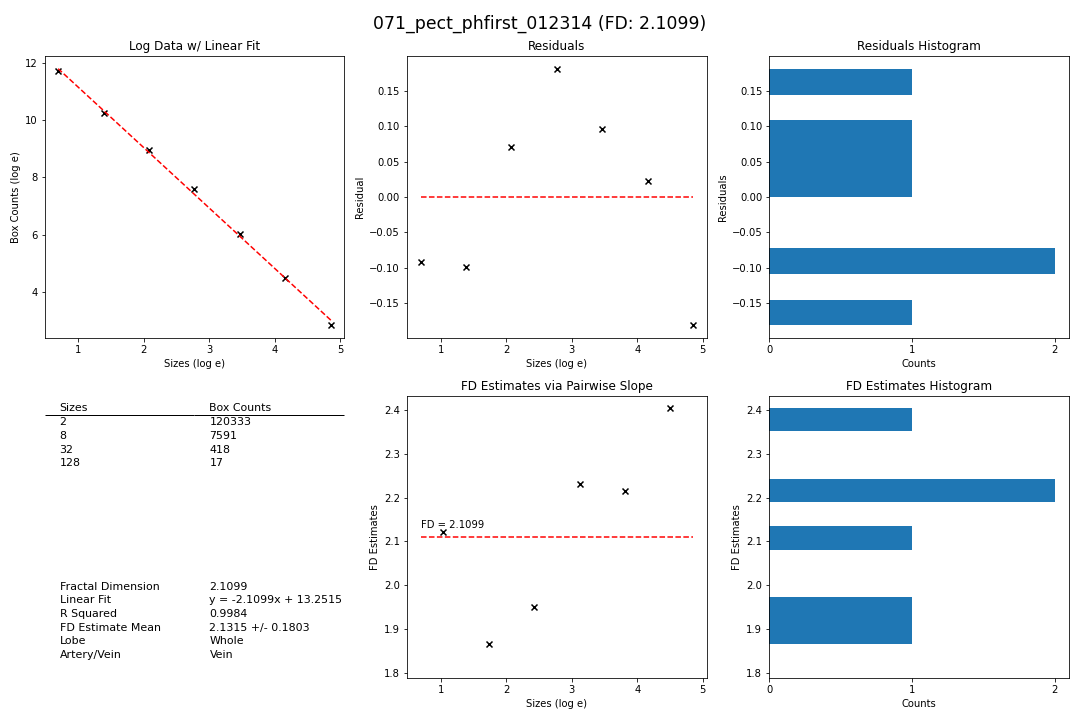 071_pect_phfirst_012314 (FD: 2.1099)
Log Data w/ Linear Fit
12
10
8
6
4
Box Counts (log e)
1 2 3 4 5
Sizes (log e)
Residuals
0.15
0.10
0.05
0.00
−0.05
−0.10
−0.15
Residual
1 2 3 4 5
Sizes (log e)
Residuals Histogram
0.15
0.10
0.05
0.00
−0.05
−0.10
−0.15
Residuals
0 1 2
Counts
Sizes Box Counts
2 120333
8 7591
32 418
128 17
Fractal Dimension 2.1099
Linear Fit y = -2.1099x + 13.2515
R Squared 0.9984
FD Estimate Mean 2.1315 +/- 0.1803
Lobe Whole
Artery/Vein Vein
FD Estimates via Pairwise Slope
2.4
2.3
2.2
2.1
2.0
1.9
1.8
FD Estimates
FD = 2.1099
1 2 3 4 5
Sizes (log e)
FD Estimates Histogram
2.4
2.3
2.2
2.1
2.0
1.9
1.8
FD Estimates
0 1 2
Counts